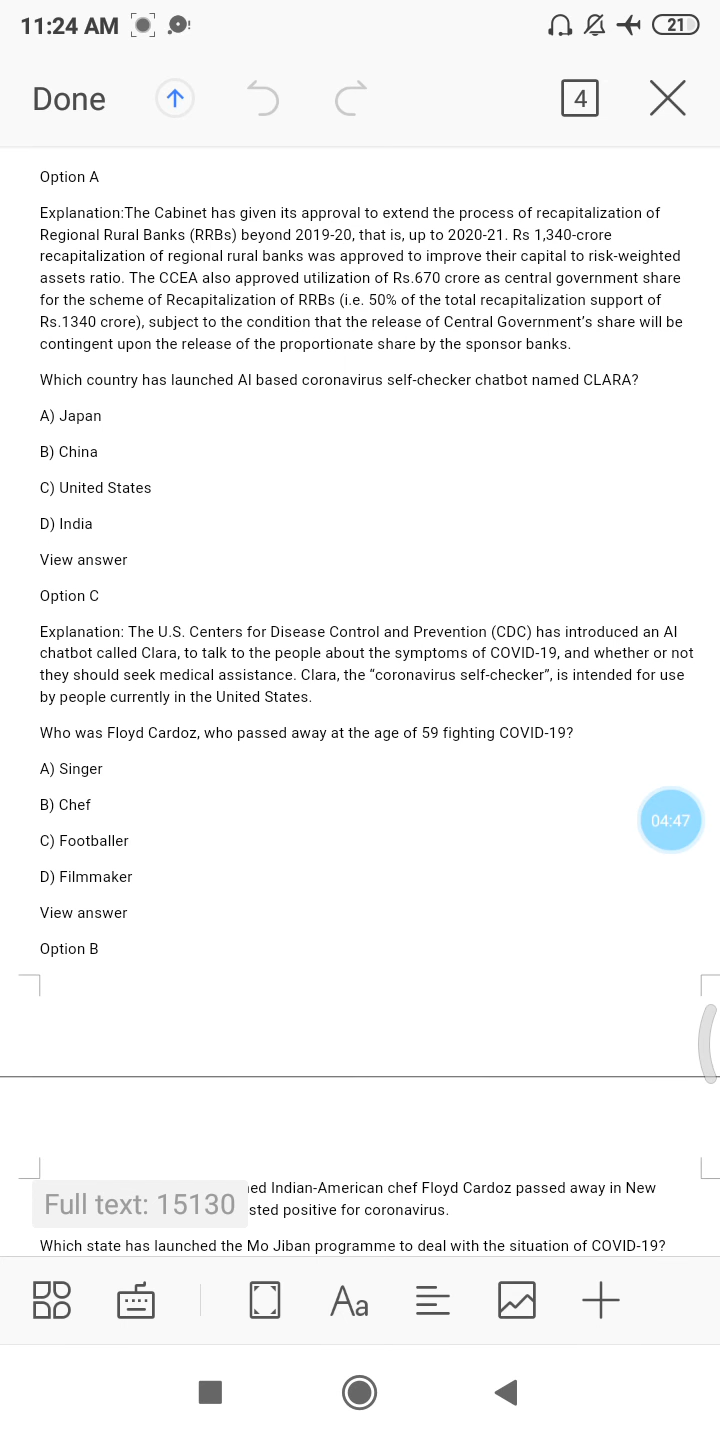 11:24 AM
21
Done
4
Option A
Explanation:The Cabinet has given its approval to extend the process of recapitalization of
Regional Rural Banks (RRBs) beyond 2019-20, that is, up to 2020-21. Rs 1,340-crore
recapitalization of regional rural banks was approved to improve their capital to risk-weighted
assets ratio. The CCEA also approved utilization of Rs.670 crore as central government share
for the scheme of Recapitalization of RRBs (i.e. 50% of the total recapitalization support of
Rs.1340 crore), subject to the condition that the release of Central Government’s share will be
contingent upon the release of the proportionate share by the sponsor banks.
Which country has launched AI based coronavirus self-checker chatbot named CLARA?
A) Japan
B) China
C) United States
D) India
View answer
Option C
Explanation: The U.S. Centers for Disease Control and Prevention (CDC) has introduced an AI
chatbot called Clara, to talk to the people about the symptoms of COVID-19, and whether or not
they should seek medical assistance. Clara, the “coronavirus self-checker”, is intended for use
by people currently in the United States.
Who was Floyd Cardoz, who passed away at the age of 59 fighting COVID-19?
A) Singer
B) Chef
04:47
C) Footballer
D) Filmmaker
View answer
Option B
Indian-American chef Floyd Cardoz passed away in New
Full text: 15130
positive for coronavirus.
Which state has launched the Mo Jiban programme to deal with the situation of COVID-19?
Aa